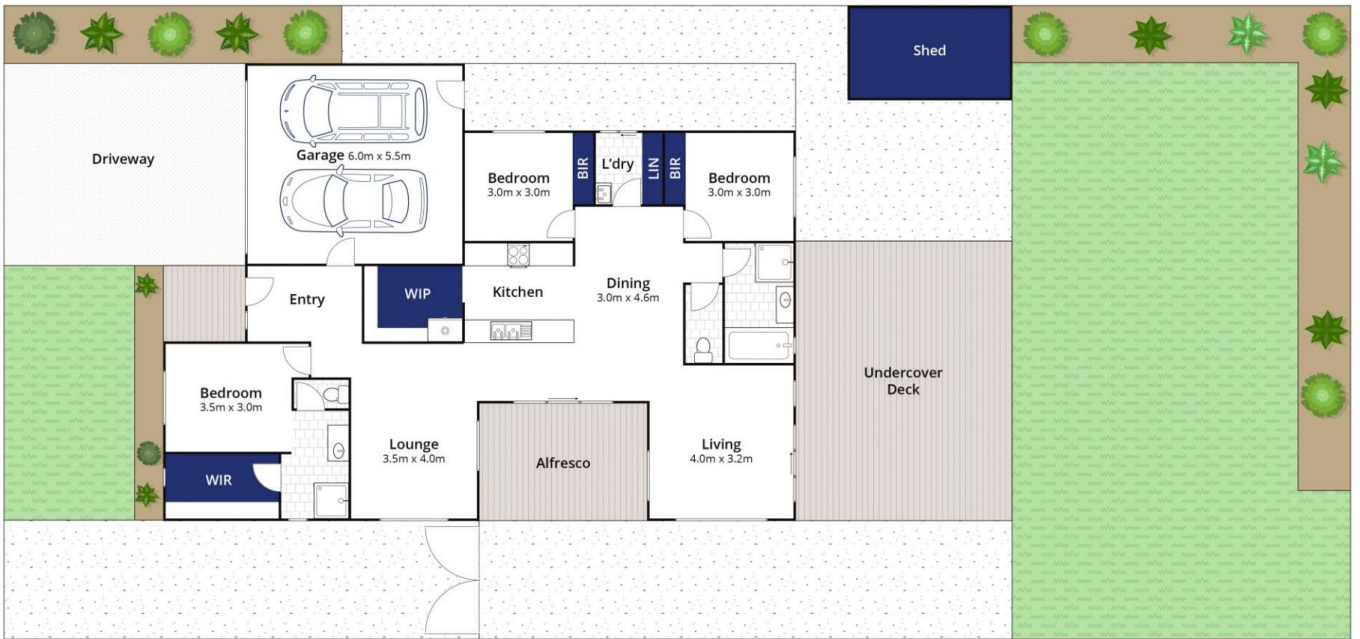 Shed
Driveway
Garage 6.0m x 5.5m
Bedroom
3.0m x 3.0m
BIR
L'dry
LIN
BIR
Bedroom
3.0m x 3.0m
Entry
WIP
Kitchen
Dining
3.0m x 4.6m
Bedroom
3.5m x 3.0m
Undercover
Deck
Lounge
3.5m x 4.0m
Alfresco
Living
4.0m x 3.2m
WIR